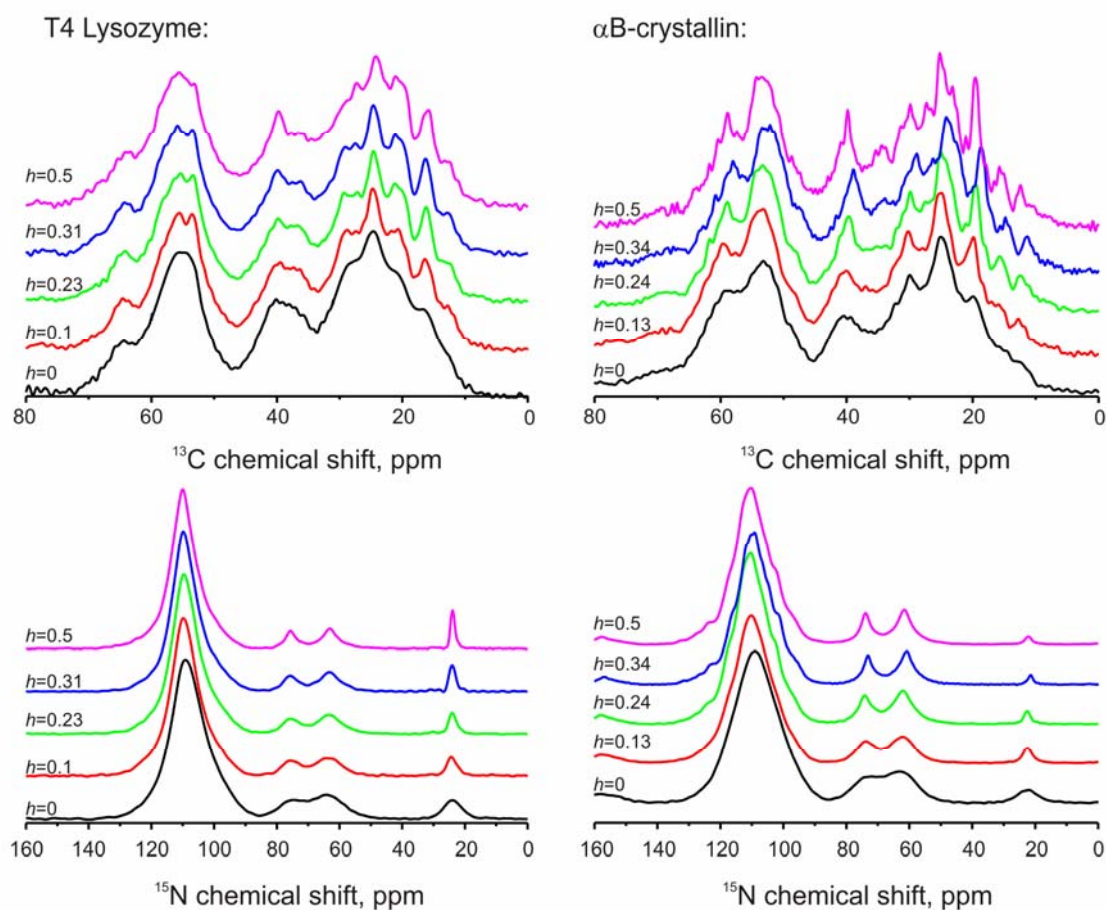 T4 Lysozyme:
αB-crystallin:
h=0.5
h=0.31
h=0.23
h=0.1
h=0
80 60 40 20 0
¹³C chemical shift, ppm
h=0.5
h=0.34
h=0.24
h=0.13
h=0
80 60 40 20 0
¹³C chemical shift, ppm
h=0.5
h=0.31
h=0.23
h=0.1
h=0
160 140 120 100 80 60 40 20 0
¹⁵N chemical shift, ppm
h=0.5
h=0.34
h=0.24
h=0.13
h=0
160 140 120 100 80 60 40 20 0
¹⁵N chemical shift, ppm